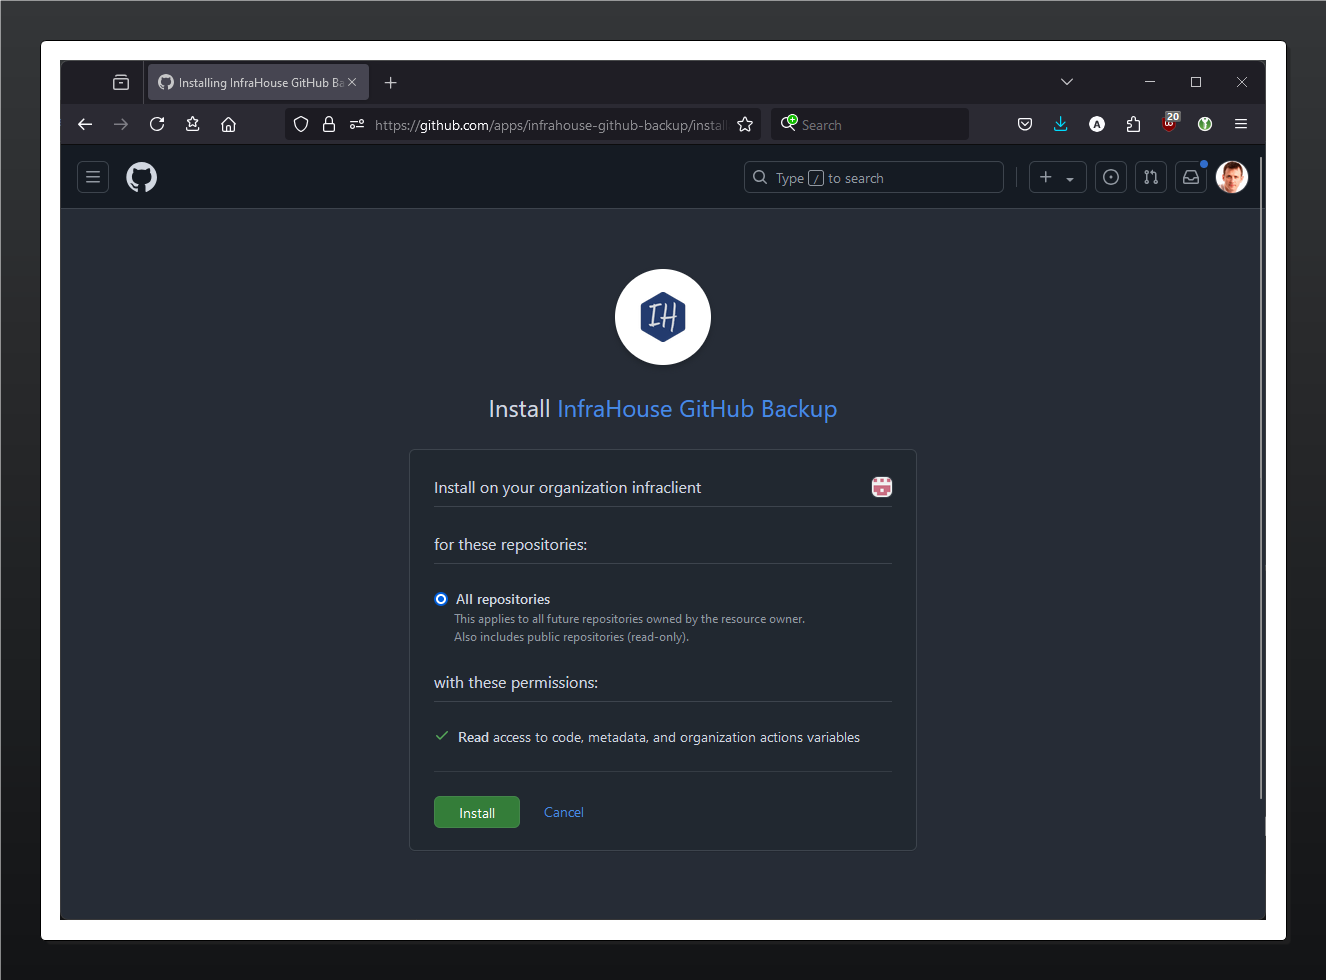 Installing InfraHouse GitHub Ba
https://github.com/apps/infrahouse-github-backup/instal
Search
A
20
Type / to search
IH
Install InfraHouse GitHub Backup
Install on your organization infraclient
for these repositories:
All repositories
This applies to all future repositories owned by the resource owner.
Also includes public repositories (read-only).
with these permissions:
Read access to code, metadata, and organization actions variables
Install
Cancel